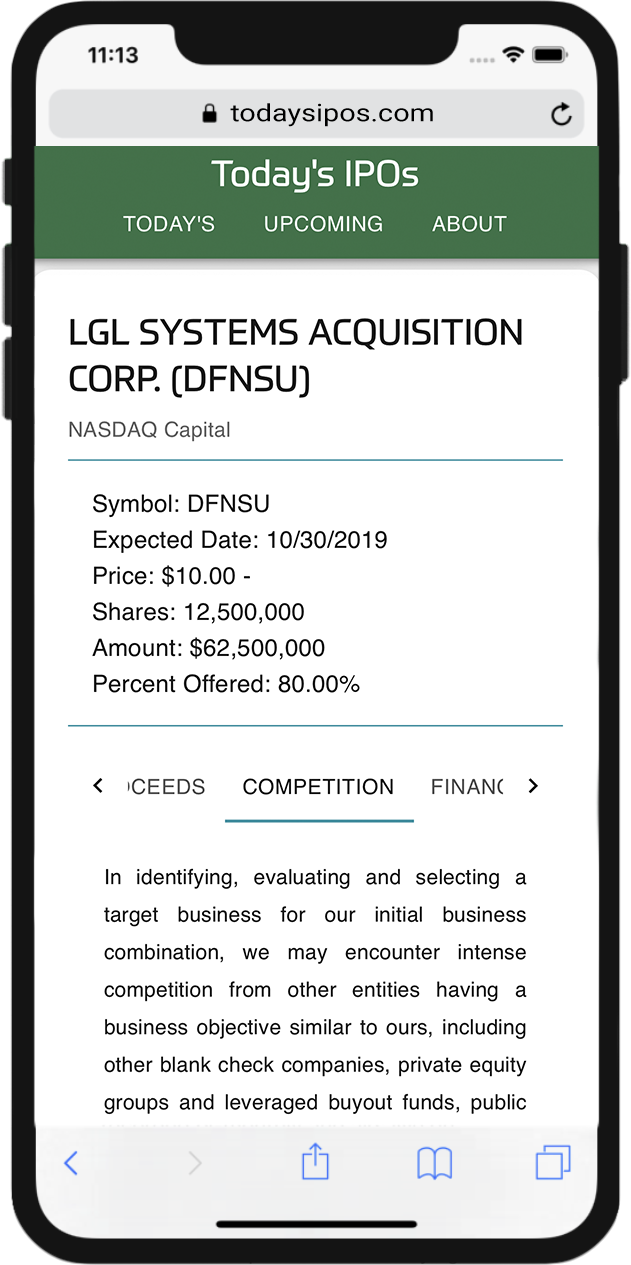 11:13
todaysipos.com
Today's IPOs
TODAY'S UPCOMING ABOUT
LGL SYSTEMS ACQUISITION
CORP. (DFNSU)
NASDAQ Capital
Symbol: DFNSU
Expected Date: 10/30/2019
Price: $10.00 -
Shares: 12,500,000
Amount: $62,500,000
Percent Offered: 80.00%
CEEDS COMPETITION FINANC
In identifying, evaluating and selecting a
target business for our initial business
combination, we may encounter intense
competition from other entities having a
business objective similar to ours, including
other blank check companies, private equity
groups and leveraged buyout funds, public